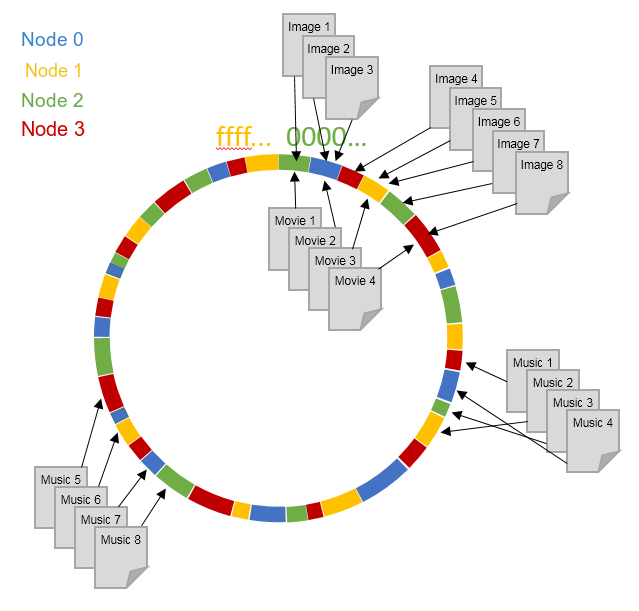 Node 0
Node 1
Node 2
Node 3
ffff... 0000...
Image 1
Image 2
Image 3
Image 4
Image 5
Image 6
Image 7
Image 8
Movie 1
Movie 2
Movie 3
Movie 4
Music 1
Music 2
Music 3
Music 4
Music 5
Music 6
Music 7
Music 8